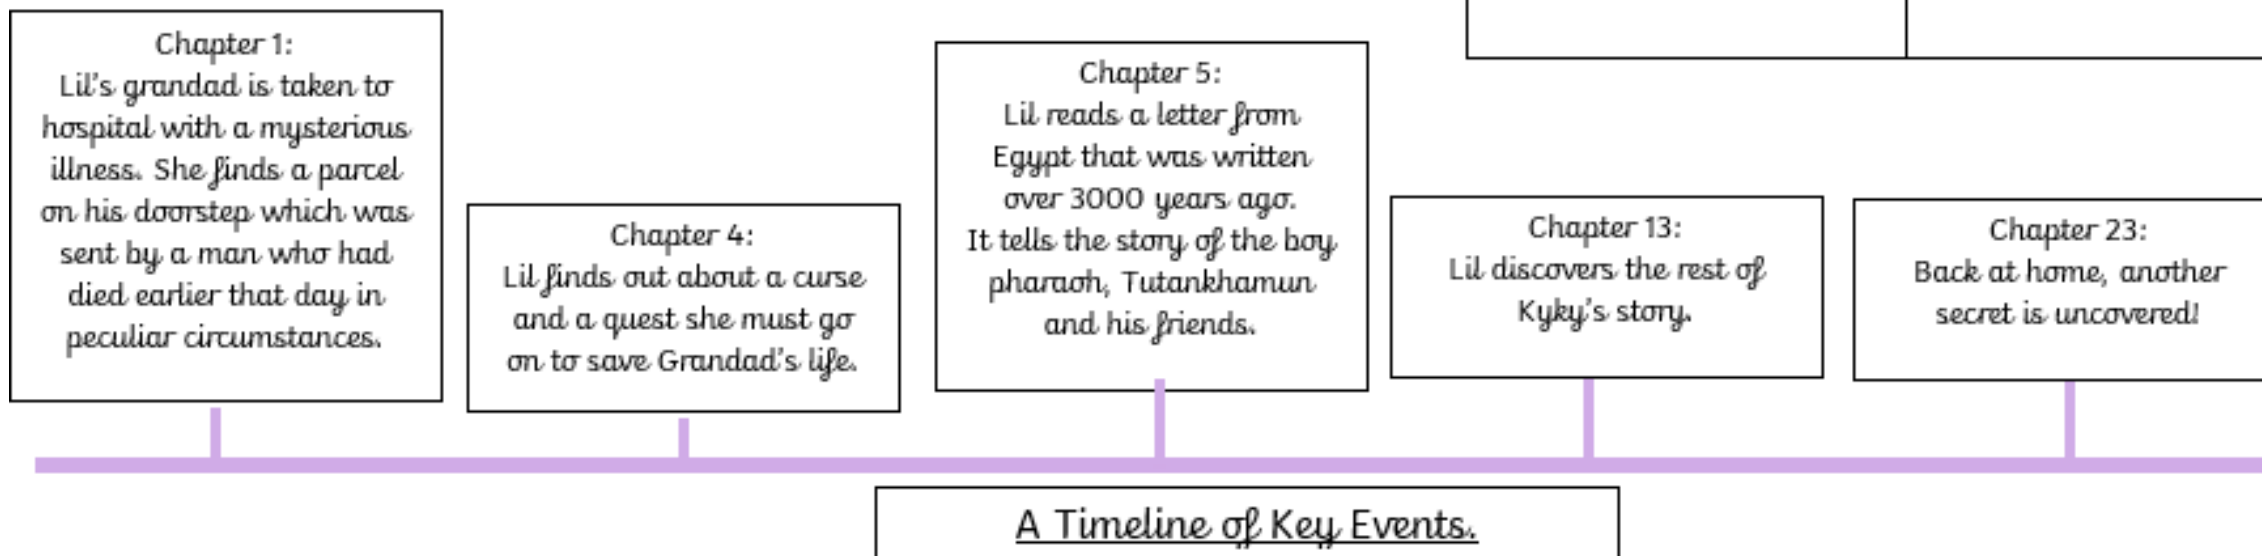 Chapter 1:
Lil's grandad is taken to
hospital with a mysterious
illness. She finds a parcel
on his doorstep which was
sent by a man who had
died earlier that day in
peculiar circumstances.
Chapter 4:
Lil finds out about a curse
and a quest she must go
on to save Grandad's life.
Chapter 5:
Lil reads a letter from
Egypt that was written
over 3000 years ago.
It tells the story of the boy
pharaoh, Tutankhamun
and his friends.
Chapter 13:
Lil discovers the rest of
Kyky's story.
Chapter 23:
Back at home, another
secret is uncovered!
A Timeline of Key Events.